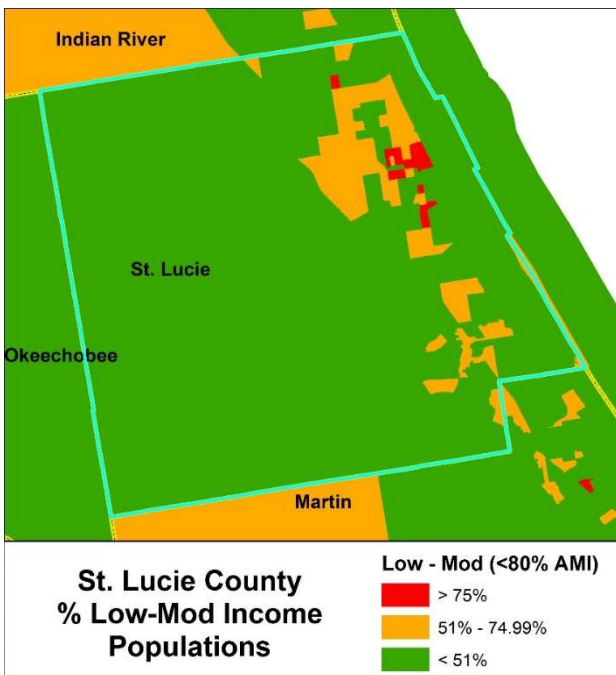 Indian River
St. Lucie
Okeechobee
Martin
St. Lucie County
% Low-Mod Income
Populations
Low - Mod (<80% AMI)
> 75%
51% - 74.99%
< 51%